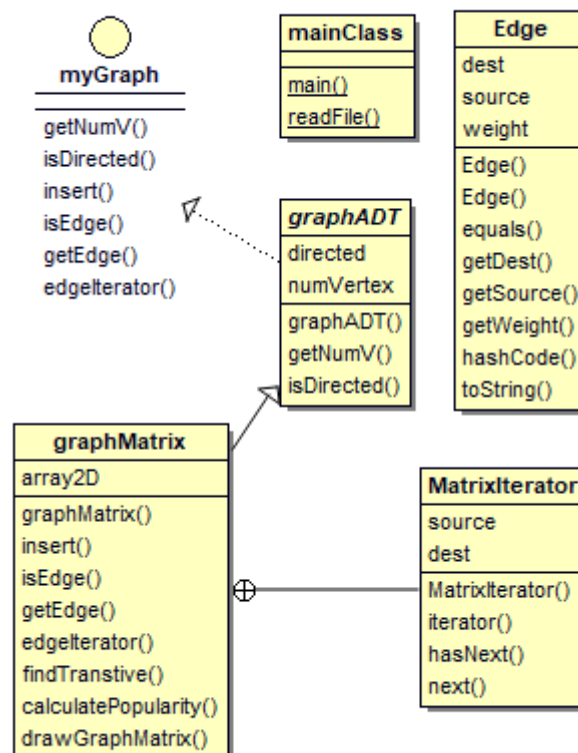 myGraph
getNumV()
isDirected()
insert()
isEdge()
getEdge()
edgeIterator()
mainClass
main()
readFile()
Edge
dest
source
weight
Edge()
Edge()
equals()
getDest()
getSource()
getWeight()
hashCode()
toString()
graphADT
directed
numVertex
graphADT()
getNumV()
isDirected()
graphMatrix
array2D
graphMatrix()
insert()
isEdge()
getEdge()
edgeIterator()
findTranstive()
calculatePopularity()
drawGraphMatrix()
MatrixIterator
source
dest
MatrixIterator()
iterator()
hasNext()
next()